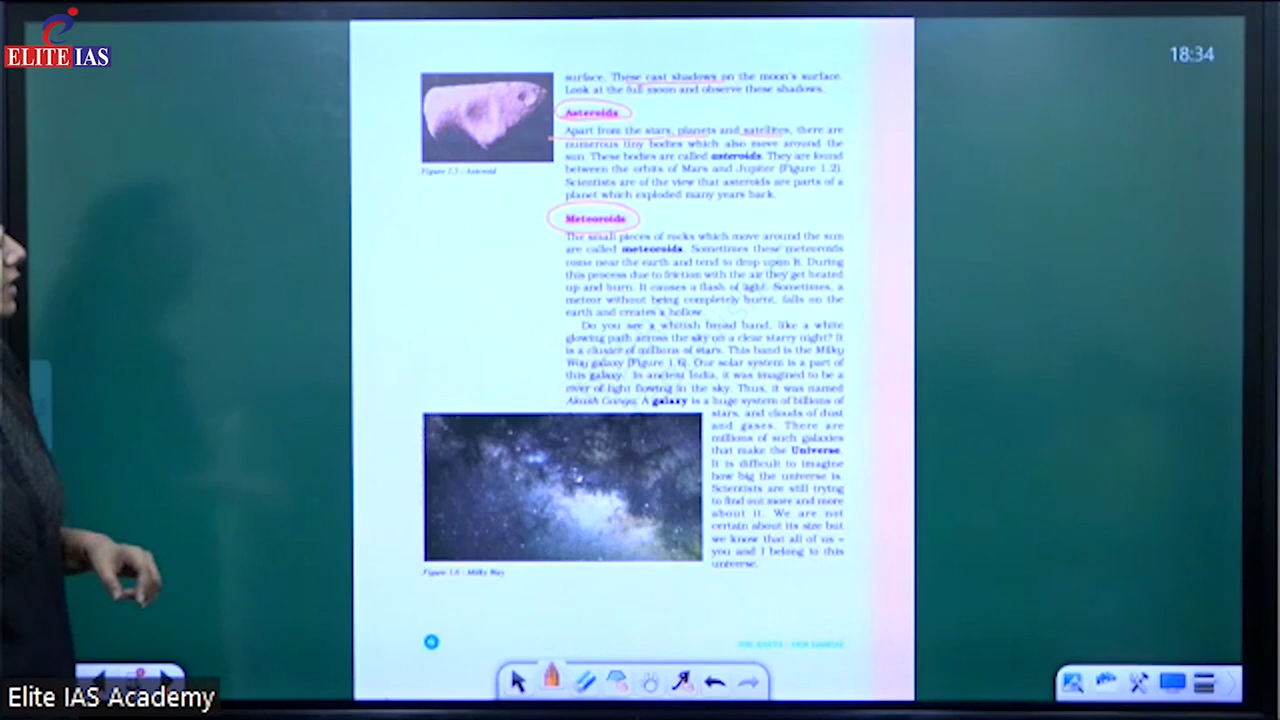 ELITE IAS
18:34
surface. These cast shadows on the moon's surface.
Look at the full moon and observe these shadows.
Asteroids
Apart from the stars, planets and satellites, there are
numerous tiny bodies which also move around the
sun. These bodies are called asteroids. They are found
between the orbits of Mars and Jupiter (Figure 1.2).
Scientists are of the view that asteroids are parts of a
planet which exploded many years back.
Figure 1.5 : Asteroid
Meteoroids
The small pieces of rocks which move around the sun
are called meteoroids. Sometimes these meteoroids
come near the earth and tend to drop upon it. During
this process due to friction with the air they get heated
up and burn. It causes a flash of light. Sometimes, a
meteor without being completely burnt, falls on the
earth and creates a hollow.
Do you see a whitish broad band, like a white
glowing path across the sky on a clear starry night? It
is a cluster of millions of stars. This band is the Milky
Way galaxy (Figure 1.6). Our solar system is a part of
this galaxy. In ancient India, it was imagined to be a
river of light flowing in the sky. Thus, it was named
Akash Ganga. A galaxy is a huge system of billions of
stars, and clouds of dust
and gases. There are
millions of such galaxies
that make the Universe.
It is difficult to imagine
how big the universe is.
Scientists are still trying
to find out more and more
about it. We are not
certain about its size but
we know that all of us –
you and I belong to this
universe.
Figure 1.6 : Milky Way
THE EARTH : OUR HABITAT
Elite IAS Academy